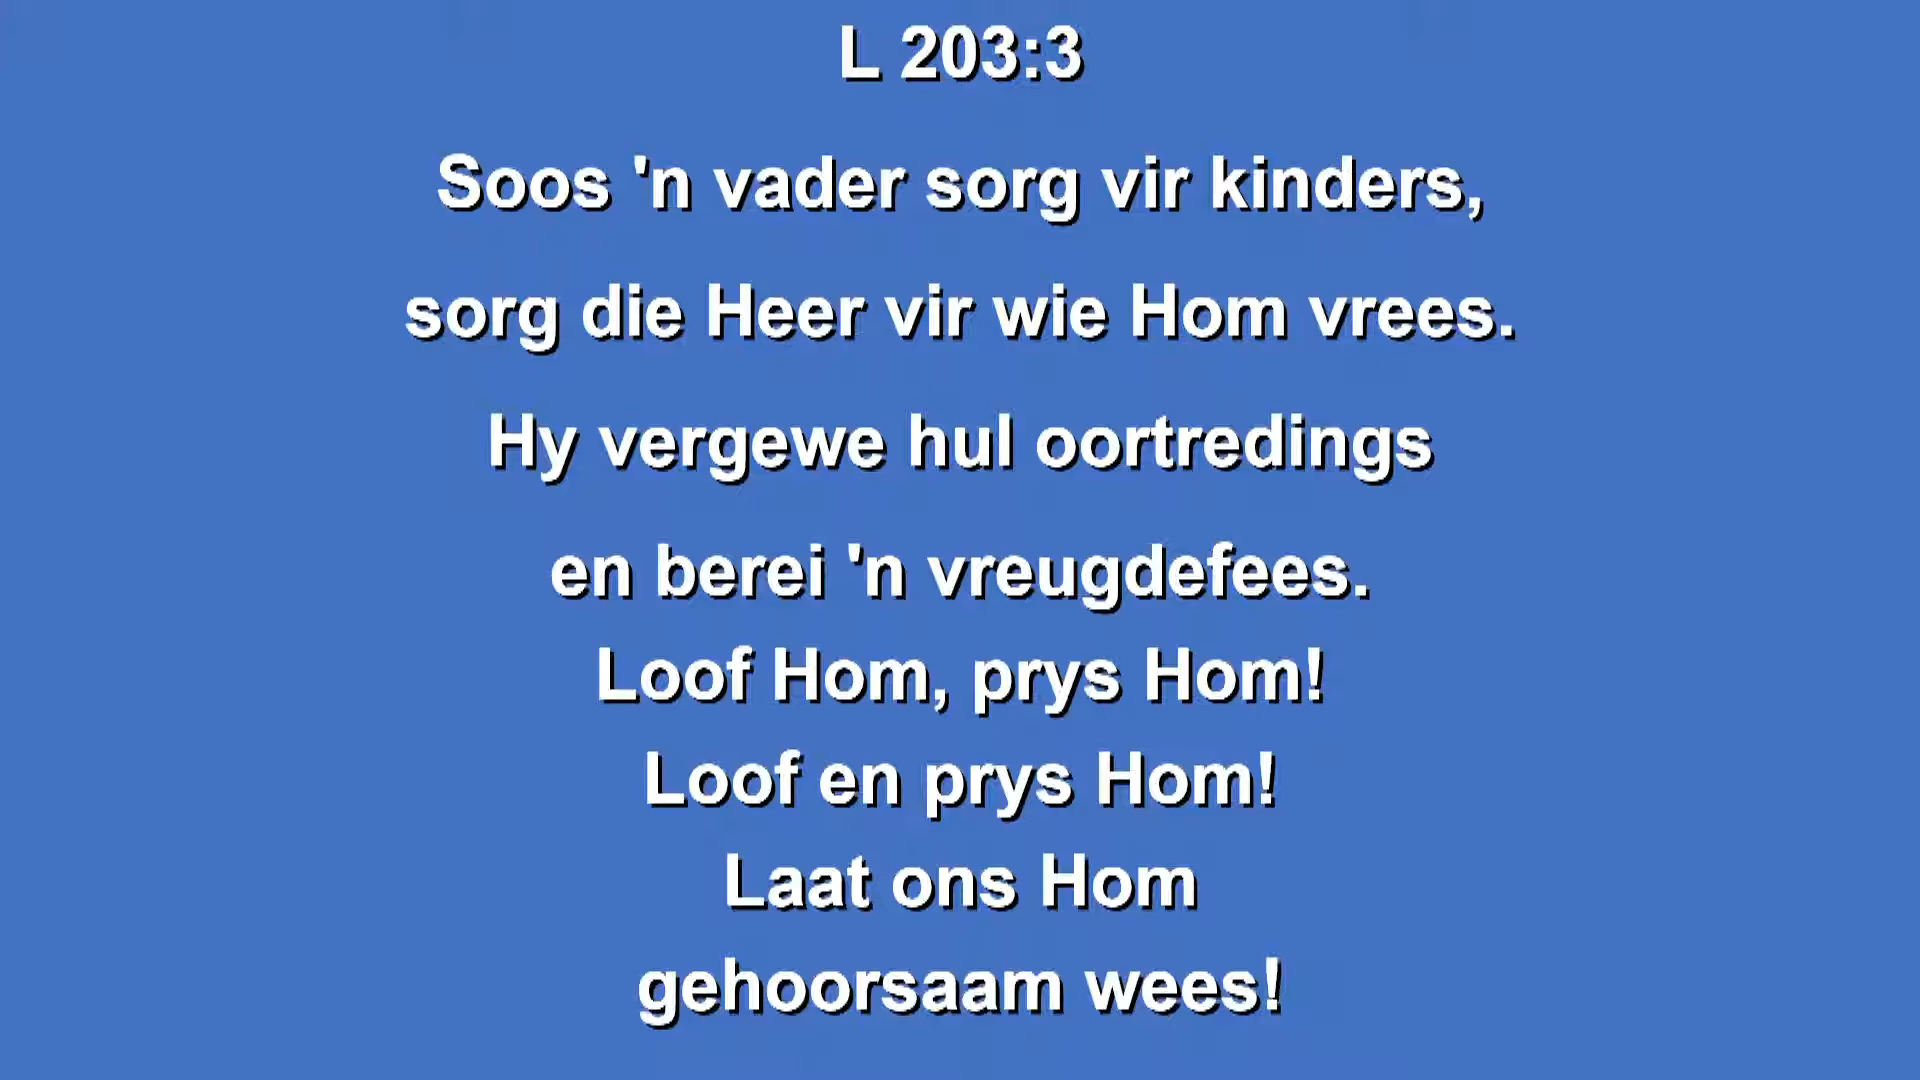 L 203:3
Soos 'n vader sorg vir kinders,
sorg die Heer vir wie Hom vrees.
Hy vergewe hul oortredings
en berei 'n vreugdefees.
Loof Hom, prys Hom!
Loof en prys Hom!
Laat ons Hom
gehoorsaam wees!